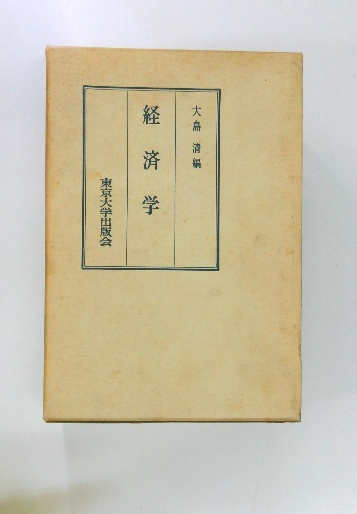 大島 清編
経済学
東京大学出版会